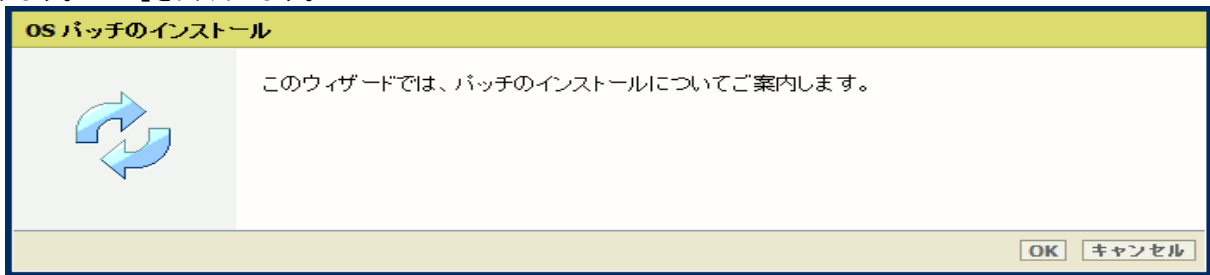 OS パッチのインストール
このウィザードでは、パッチのインストールについてご案内します。
OK キャンセル